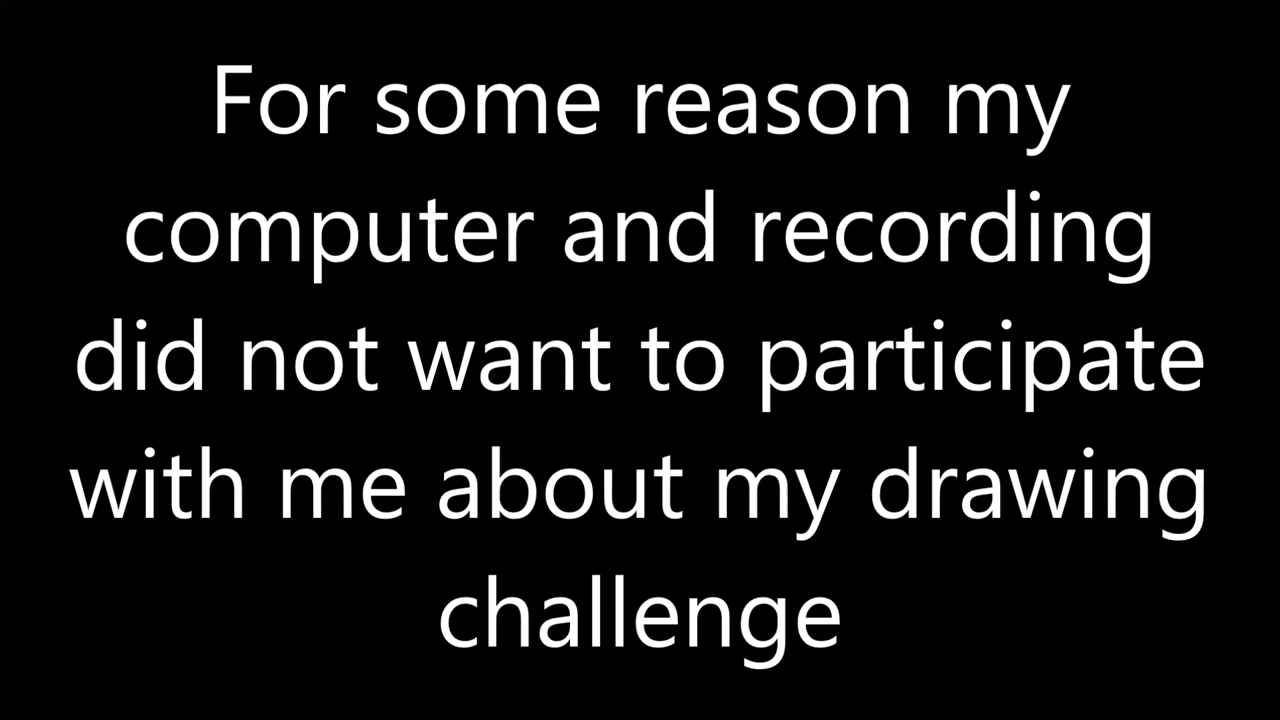 For some reason my
computer and recording
did not want to participate
with me about my drawing
challenge